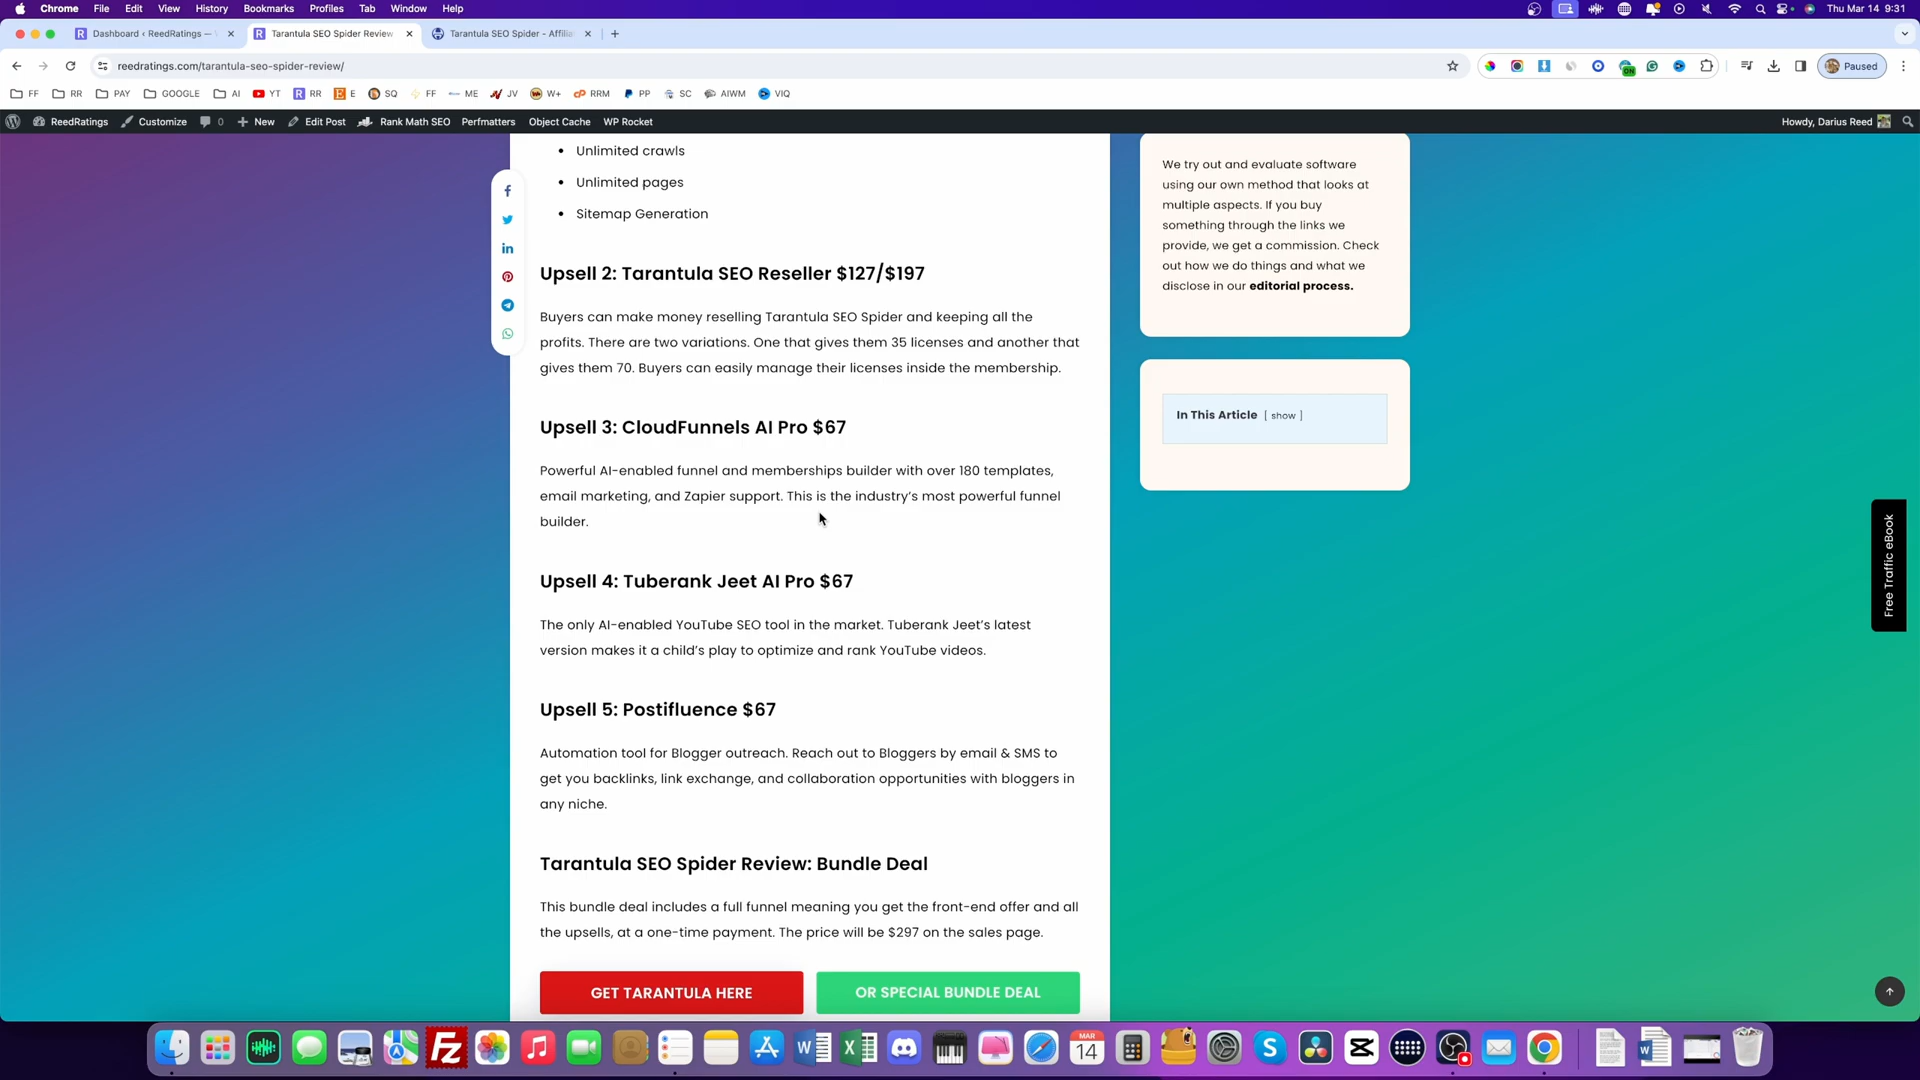 Chrome File Edit View History Bookmarks Profiles Tab Window Help Thu Mar 14 9:31
Dashboard ‹ ReedRatings — Tarantula SEO Spider Review Tarantula SEO Spider - Affilia
reedratings.com/tarantula-seo-spider-review/ ON Paused
FF RR PAY GOOGLE AI YT RR E SQ FF ME JV W+ RRM PP SC AIWM VIQ
ReedRatings Customize 0 New Edit Post Rank Math SEO Perfmatters Object Cache WP Rocket Howdy, Darius Reed
• Unlimited crawls
• Unlimited pages
• Sitemap Generation
Upsell 2: Tarantula SEO Reseller $127/$197
Buyers can make money reselling Tarantula SEO Spider and keeping all the
profits. There are two variations. One that gives them 35 licenses and another that
gives them 70. Buyers can easily manage their licenses inside the membership.
Upsell 3: CloudFunnels AI Pro $67
Powerful AI-enabled funnel and memberships builder with over 180 templates,
email marketing, and Zapier support. This is the industry's most powerful funnel
builder.
Upsell 4: Tuberank Jeet AI Pro $67
The only AI-enabled YouTube SEO tool in the market. Tuberank Jeet's latest
version makes it a child's play to optimize and rank YouTube videos.
Upsell 5: Postifluence $67
Automation tool for Blogger outreach. Reach out to Bloggers by email & SMS to
get you backlinks, link exchange, and collaboration opportunities with bloggers in
any niche.
Tarantula SEO Spider Review: Bundle Deal
This bundle deal includes a full funnel meaning you get the front-end offer and all
the upsells, at a one-time payment. The price will be $297 on the sales page.
GET TARANTULA HERE
OR SPECIAL BUNDLE DEAL
We try out and evaluate software
using our own method that looks at
multiple aspects. If you buy
something through the links we
provide, we get a commission. Check
out how we do things and what we
disclose in our editorial process.
In This Article [ show ]
Free Traffic eBook
MAR
14